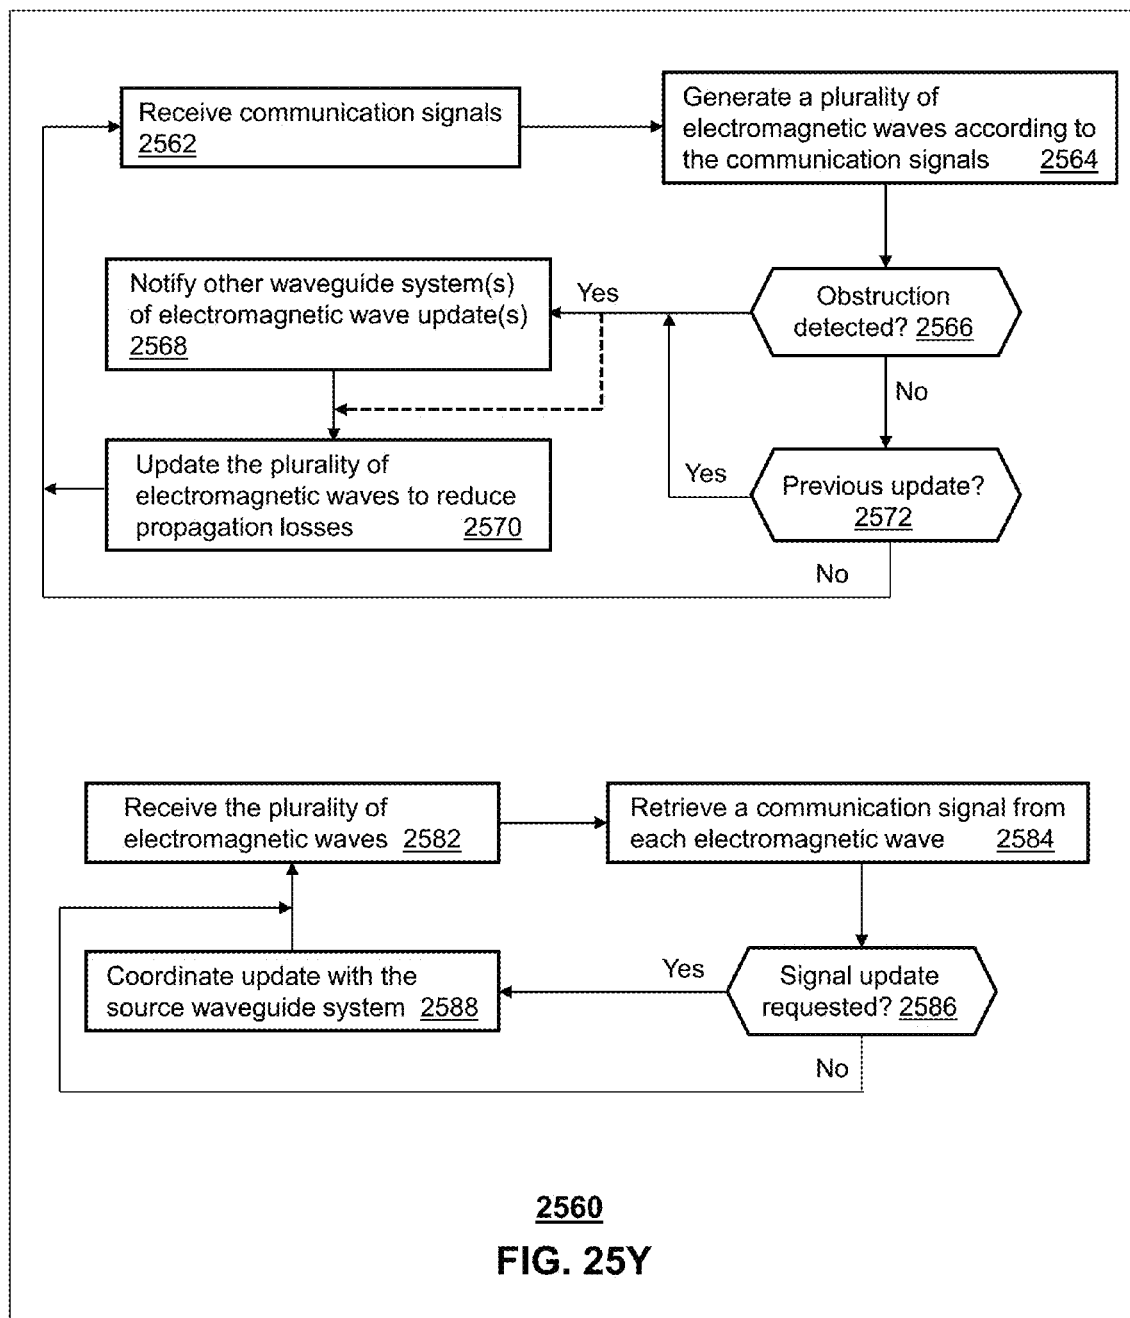 Receive communication signals
2562
Generate a plurality of
electromagnetic waves according to
the communication signals 2564
Notify other waveguide system(s)
of electromagnetic wave update(s)
2568
Yes
Obstruction
detected? 2566
No
Update the plurality of
electromagnetic waves to reduce
propagation losses 2570
Yes
Previous update?
2572
No
Receive the plurality of
electromagnetic waves 2582
Retrieve a communication signal from
each electromagnetic wave 2584
Coordinate update with the
source waveguide system 2588
Yes
Signal update
requested? 2586
No
2560
FIG. 25Y